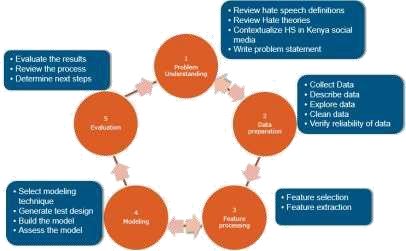 • Review hate speech definitions
• Review Hate theories
• Contextualize HS in Kenya social
media
• Write problem statement
• Evaluate the results
• Review the process
• Determine next steps
1
Problem
Understanding
5
Evaluation
2
Data
preparation
• Collect Data
• Describe data
• Explore data
• Clean data
• Verify reliability of data
• Select modeling
technique
• Generate test design
• Build the model
• Assess the model
4
Modeling
3
Feature
processing
• Feature selection
• Feature extraction